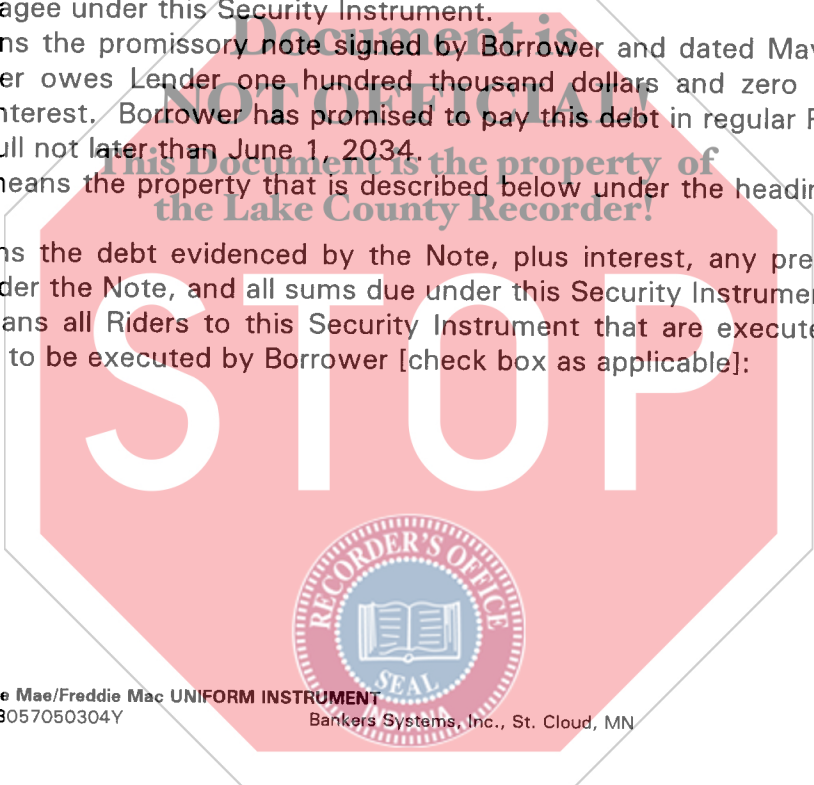 agee under this Security Instrument.
Document is
ns the promissory note signed by Borrower and dated May
er owes Lender one hundred thousand dollars and zero
NOT OFFICIAL
nterest. Borrower has promised to pay this debt in regular P
ull not later than June 1, 2034.
This Document is the property of
neans the property that is described below under the headin
the Lake County Recorder!
ns the debt evidenced by the Note, plus interest, any pre
der the Note, and all sums due under this Security Instrumen
ans all Riders to this Security Instrument that are execute
to be executed by Borrower [check box as applicable]:
STOP
RECORDER'S OFFICE
SEAL
INDIANA
e Mae/Freddie Mac UNIFORM INSTRUMENT
3057050304Y Bankers Systems, Inc., St. Cloud, MN